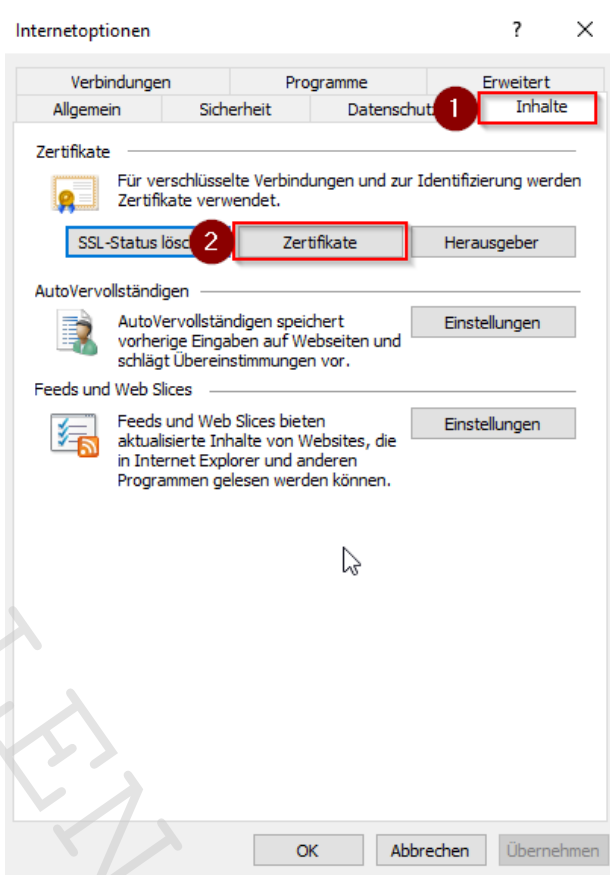 Internetoptionen
?
Verbindungen Programme Erweitert
Allgemein Sicherheit 1 Inhalte
Zertifikate
Für verschlüsselte Verbindungen und zur Identifizierung werden
Zertifikate verwendet.
2 Zertifikate Herausgeber
AutoVervollständigen
AutoVervollständigen speichert
vorherige Eingaben auf Webseiten und
schlägt Übereinstimmungen vor.
Einstellungen
Feeds und Web Slices
Feeds und Web Slices bieten
aktualisierte Inhalte von Websites, die
in Internet Explorer und anderen
Programmen gelesen werden können.
Einstellungen
OK Abbrechen Übernehmen